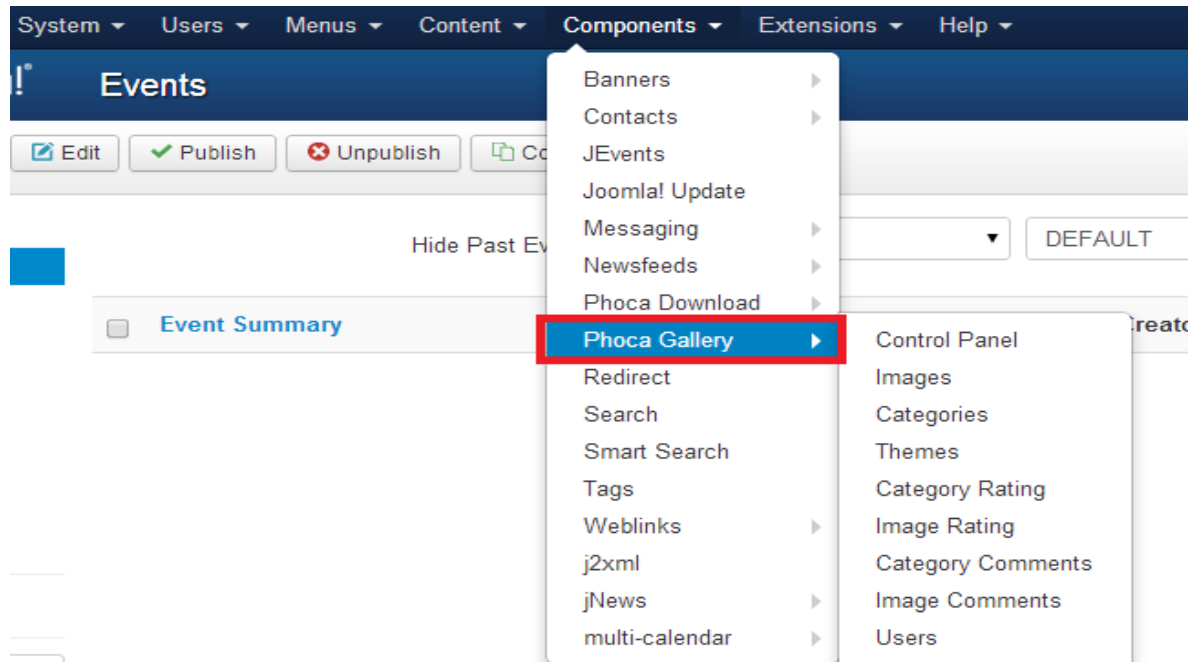 System Users Menus Content Components Extensions Help
!® Events
Edit Publish Unpublish
Hide Past
DEFAULT
Event Summary
Banners
Contacts
JEvents
Joomla! Update
Messaging
Newsfeeds
Phoca Download
Phoca Gallery
Redirect
Search
Smart Search
Tags
Weblinks
j2xml
jNews
multi-calendar
Control Panel
Images
Categories
Themes
Category Rating
Image Rating
Category Comments
Image Comments
Users